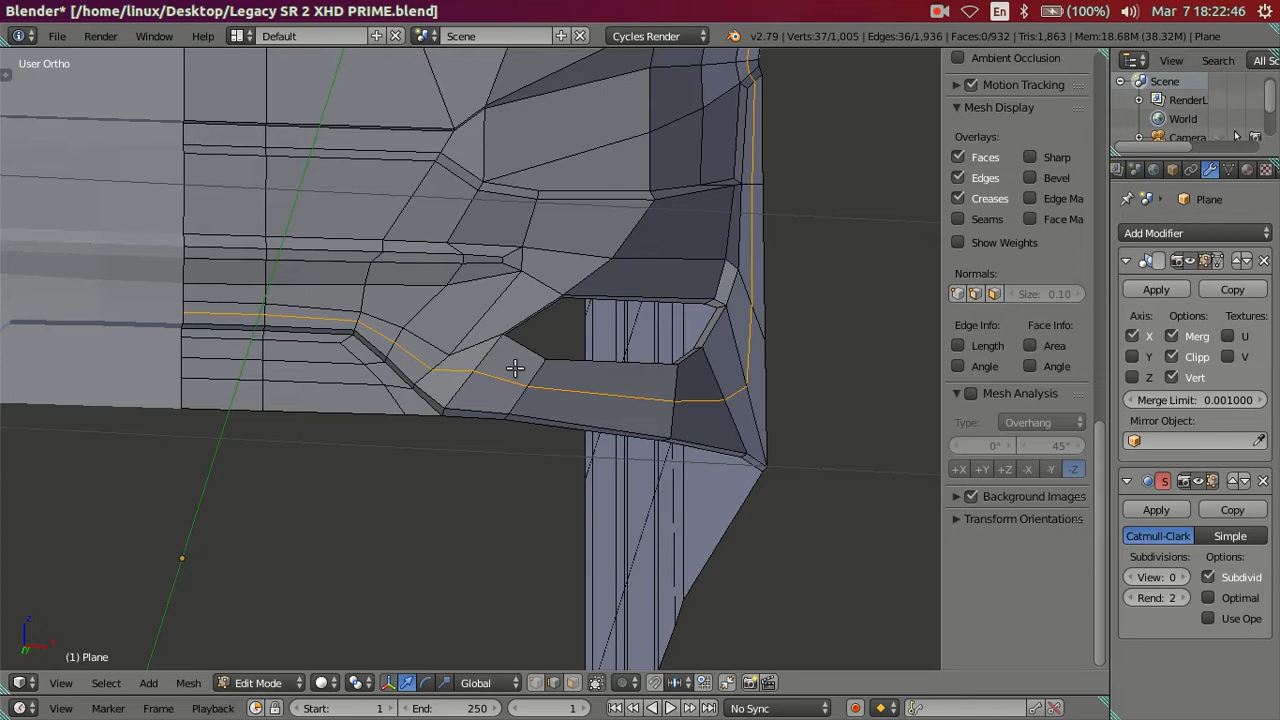 Blender* [/home/linux/Desktop/Legacy SR 2 XHD PRIME.blend]
En (100%) Mar 7 18:22:46
File Render Window Help Default Scene Cycles Render v2.79 | Verts:37/1,005 | Edges:36/1,936 | Faces:0/932 | Tris:1,863 | Mem:18.68M (38.32M) | Plane
View Search All Sc
User Ortho
Ambient Occlusion
Motion Tracking
Mesh Display
Overlays:
Faces Sharp
Edges Bevel
Creases Edge Ma
Seams Face Ma
Show Weights
Normals:
Size: 0.10
Edge Info: Face Info:
Length Area
Angle Angle
Mesh Analysis
Type: Overhang
0° 45°
+X +Y +Z -X -Y -Z
Background Images
Transform Orientations
Scene
RenderL
World
Camera
Plane
Add Modifier
Apply Copy
Axis: Options: Textures:
X Merg U
Y Clipp V
Z Vert
Merge Limit: 0.001000
Mirror Object:
S
Apply Copy
Catmull-Clark Simple
Subdivisions: Options:
View: 0 Subdivid
Rend: 2 Optimal
Use Ope
z
(1) Plane
View Select Add Mesh Edit Mode Global
View Marker Frame Playback Start: 1 End: 250 1 No Sync